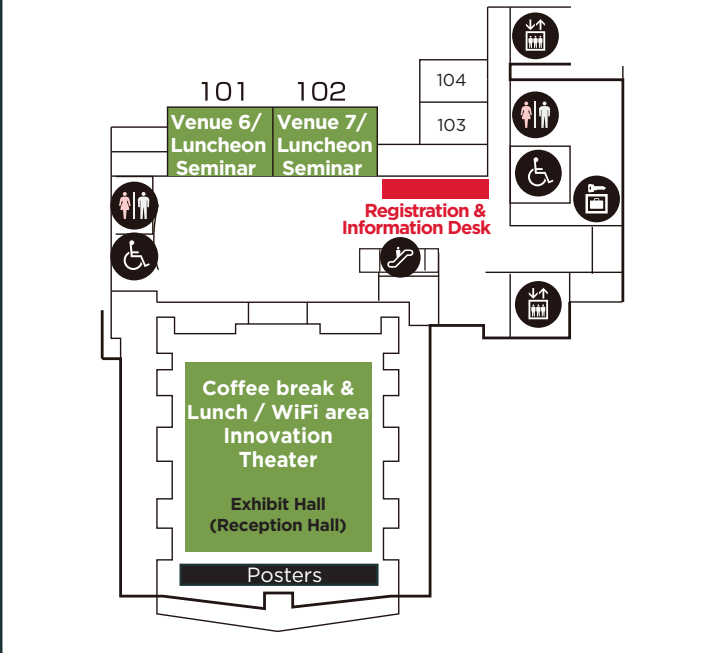 104
101
102
103
Venue 6/
Luncheon
Seminar
Venue 7/
Luncheon
Seminar
Registration &
Information Desk
Coffee break &
Lunch / WiFi area
Innovation
Theater
Exhibit Hall
(Reception Hall)
Posters